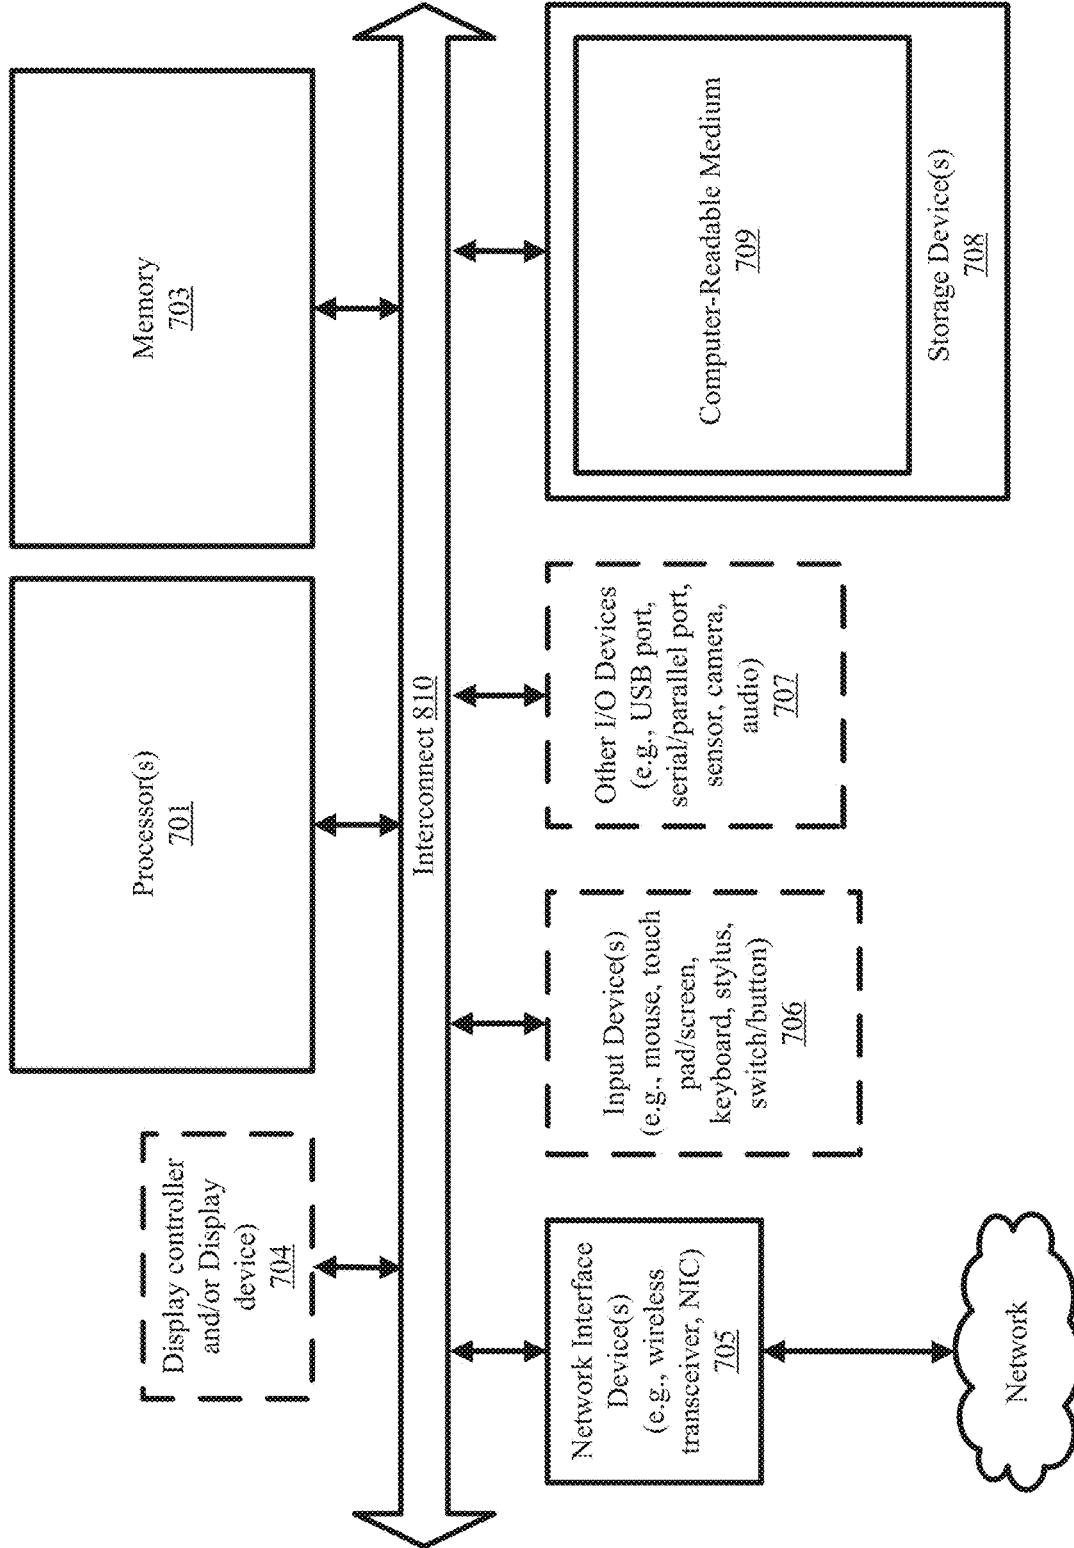 Display controller
and/or Display
device)
704
Processor(s)
701
Memory
703
Interconnect 810
Network Interface
Device(s)
(e.g., wireless
transceiver, NIC)
705
Input Device(s)
(e.g., mouse, touch
pad/screen,
keyboard, stylus,
switch/button)
706
Other I/O Devices
(e.g., USB port,
serial/parallel port,
sensor, camera,
audio)
707
Computer-Readable Medium
709
Storage Device(s)
708
Network